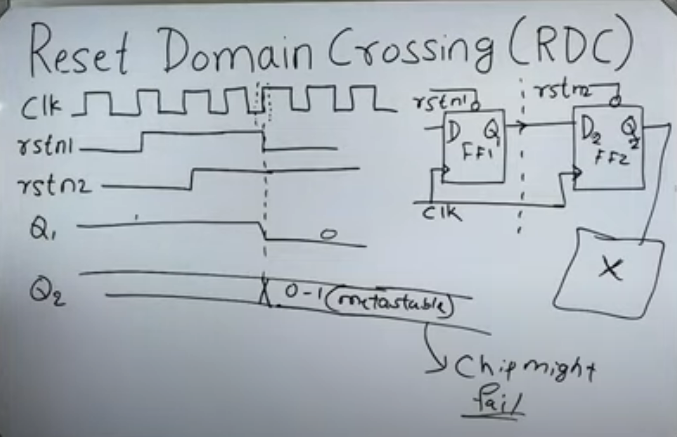 Reset Domain Crossing (RDC)
Clk
rstn1
rstn2
Q1
0
Q2
0-1 (metastable)
Chip might
fail
rstn1
D Q1
FF1
Clk
rstn2
D2 Q2
FF2
X